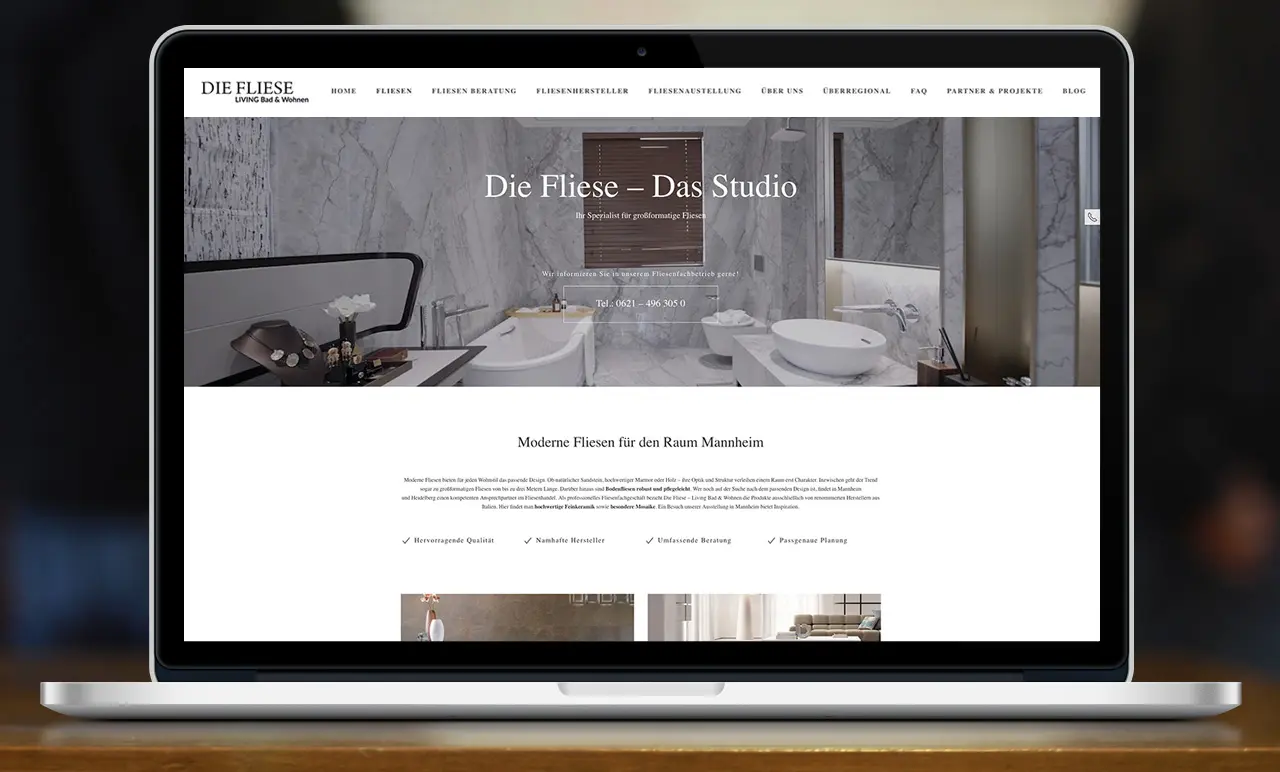 DIE FLIESE
LIVING Bad & Wohnen
HOME FLIESEN FLIESEN BERATUNG FLIESENHERSTELLER FLIESENAUSTELLUNG ÜBER UNS ÜBERREGIONAL FAQ PARTNER & PROJEKTE BLOG
Die Fliese – Das Studio
Ihr Spezialist für großformatige Fliesen
Wir informieren Sie in unserem Fliesenfachbetrieb gerne!
Tel.: 0621 – 496 305 0
Moderne Fliesen für den Raum Mannheim
Moderne Fliesen bieten für jeden Wohnstil das passende Design. Ob natürlicher Sandstein, hochwertiger Marmor oder Holz – ihre Optik und Struktur verleihen einem Raum erst Charakter. Inzwischen geht der Trend
sogar zu großformatigen Fliesen von bis zu drei Metern Länge. Darüber hinaus sind Bodenfliesen robust und pflegeleicht. Wer noch auf der Suche nach dem passenden Design ist, findet in Mannheim
und Heidelberg einen kompetenten Ansprechpartner im Fliesenhandel. Als professionelles Fliesenfachgeschäft bezieht Die Fliese – Living Bad & Wohnen die Produkte ausschließlich von renommierten Herstellern aus
Italien. Hier findet man hochwertige Feinkeramik sowie besondere Mosaike. Ein Besuch unserer Ausstellung in Mannheim bietet Inspiration.
Hervorragende Qualität Namhafte Hersteller Umfassende Beratung Passgenaue Planung